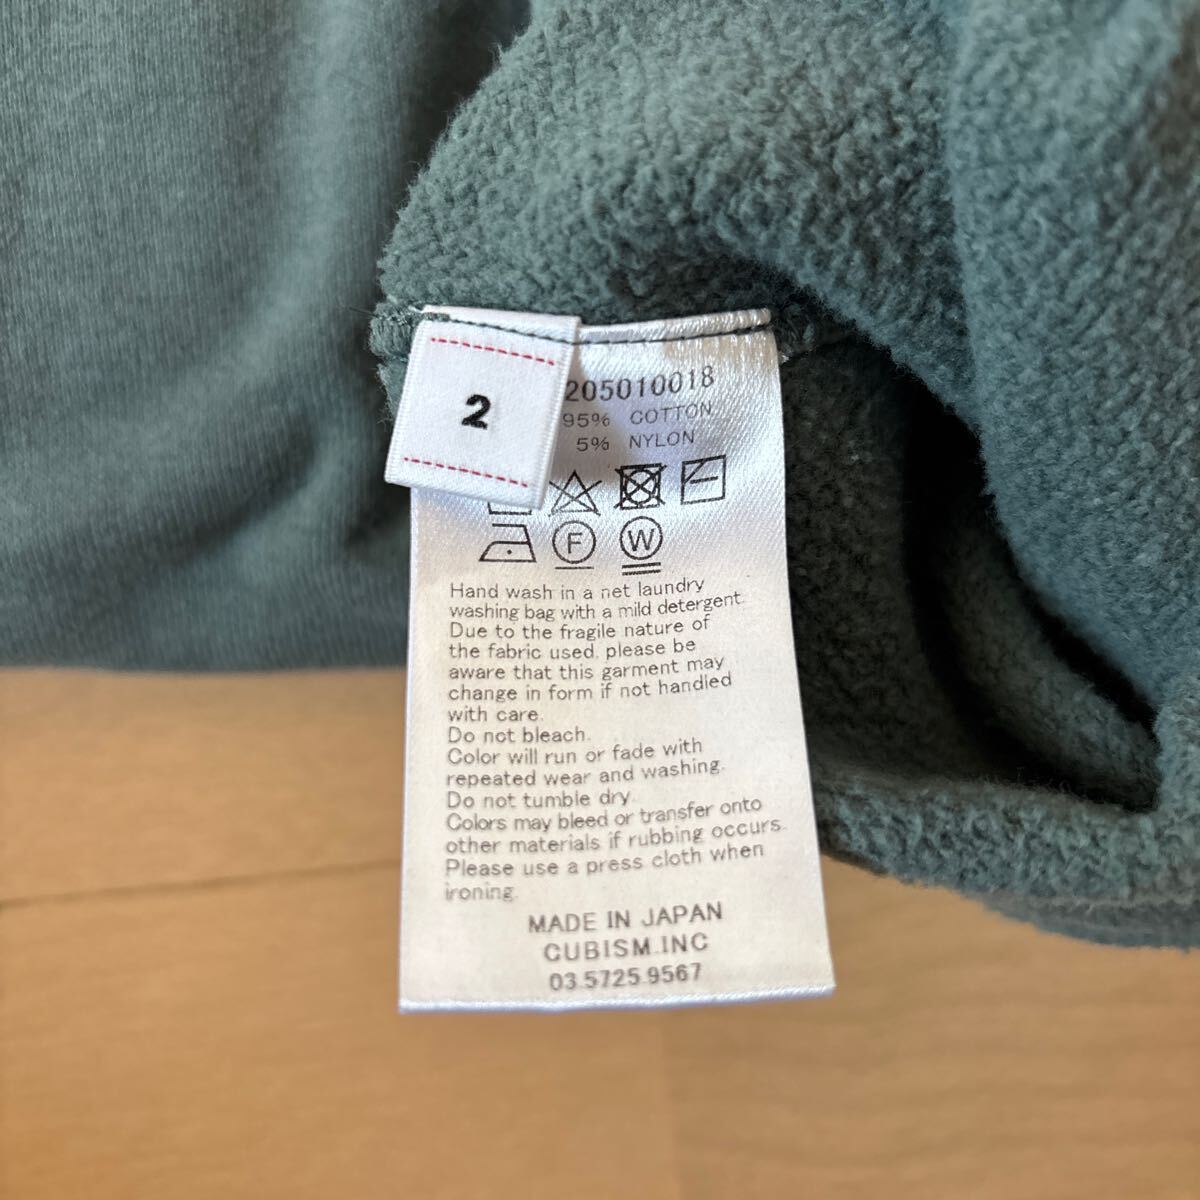 2
205010018
95% COTTON
5% NYLON
F
W
Hand wash in a net laundry
washing bag with a mild detergent.
Due to the fragile nature of
the fabric used, please be
aware that this garment may
change in form if not handled
with care.
Do not bleach.
Color will run or fade with
repeated wear and washing.
Do not tumble dry.
Colors may bleed or transfer onto
other materials if rubbing occurs.
Please use a press cloth when
ironing.
MADE IN JAPAN
CUBISM.INC
03.5725.9567